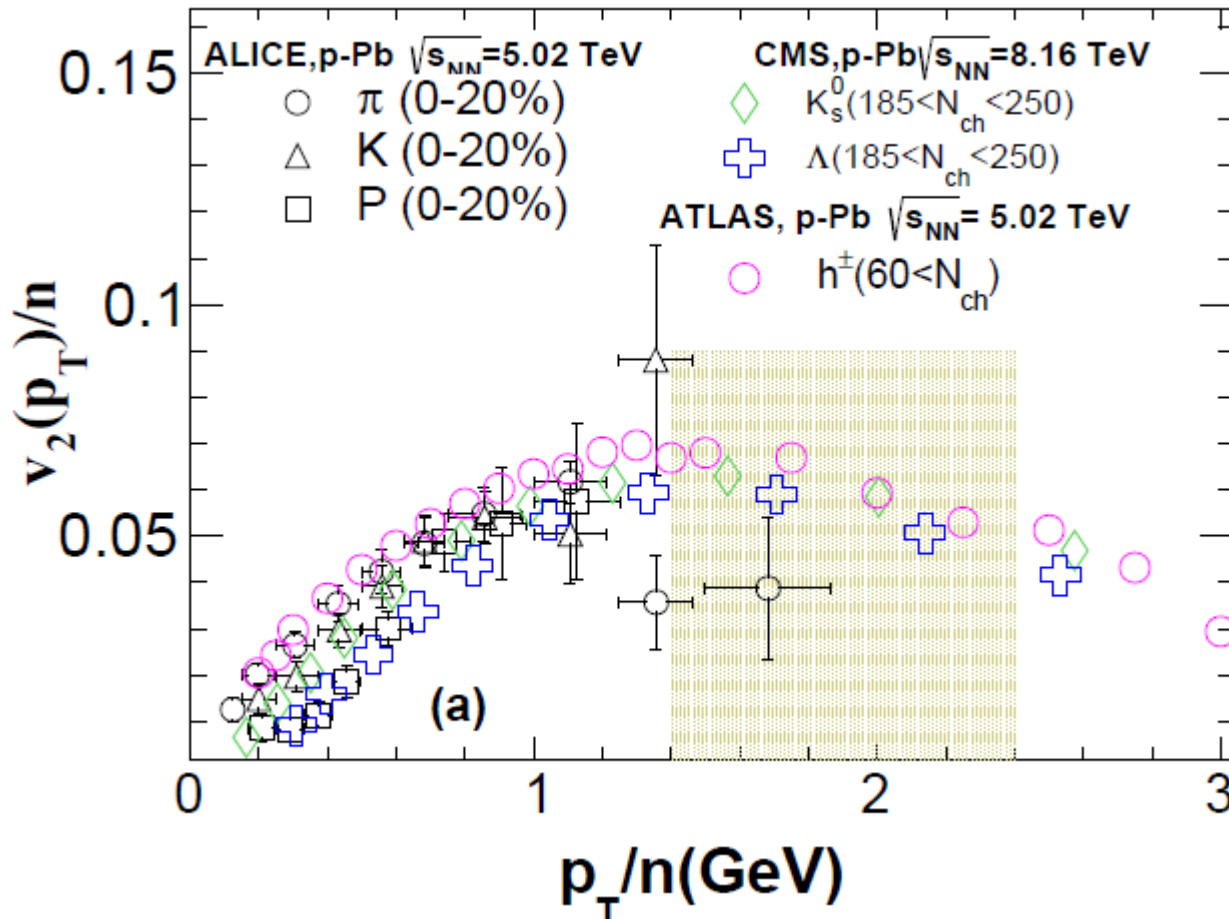 ALICE,p-Pb √sNN=5.02 TeV
π (0-20%)
K (0-20%)
P (0-20%)
CMS,p-Pb√sNN=8.16 TeV
K⁰s(185<Nch<250)
Λ(185<Nch<250)
ATLAS, p-Pb √sNN= 5.02 TeV
h±(60<Nch)
0.15
0.1
0.05
v2(pT)/n
(a)
0 1 2 3
pT/n(GeV)